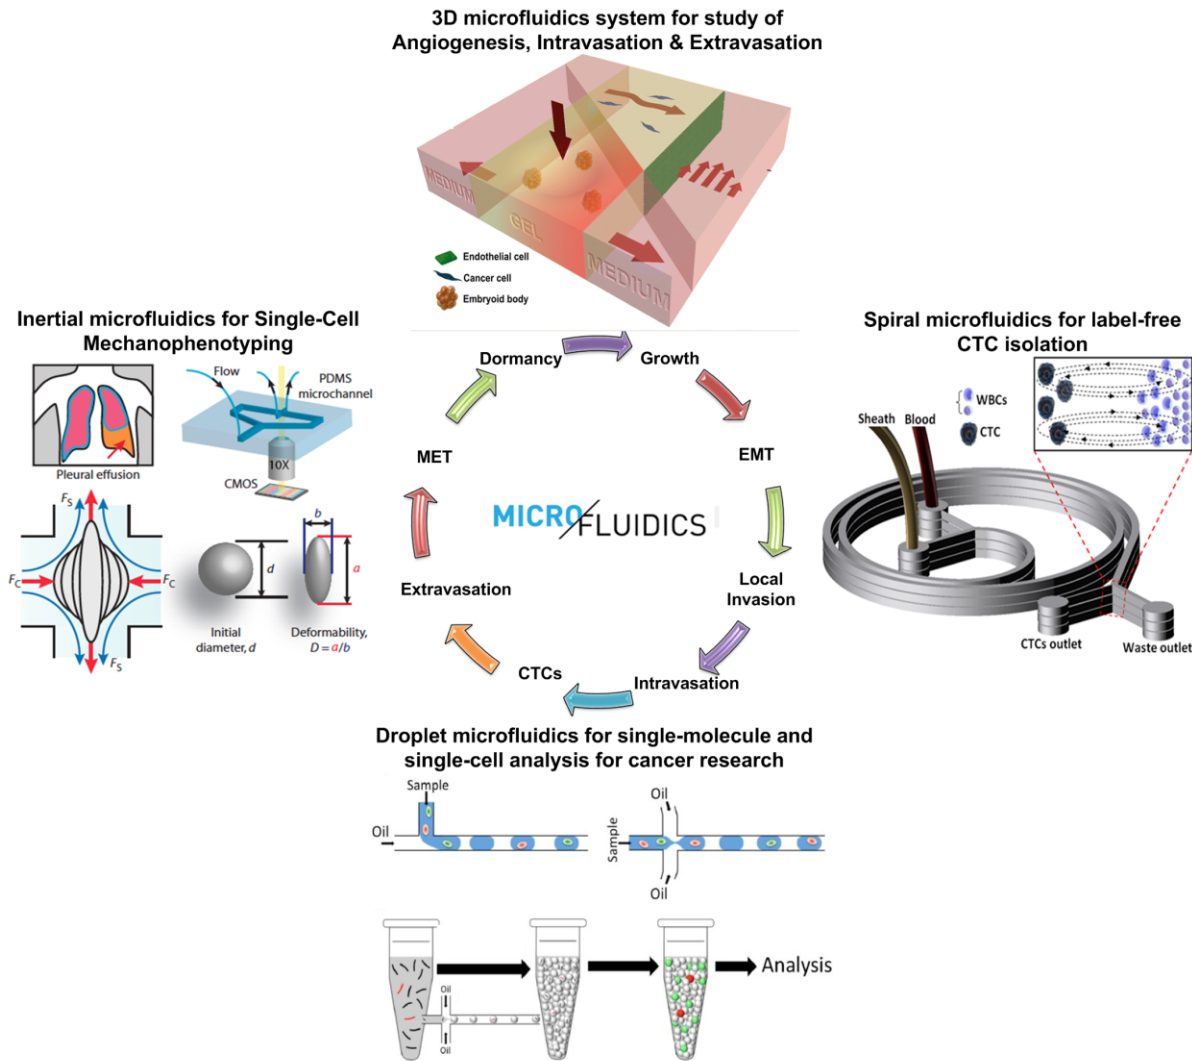 3D microfluidics system for study of
Angiogenesis, Intravasation & Extravasation
MEDIUM
GEL
MEDIUM
Endothelial cell
Cancer cell
Embryoid body
Inertial microfluidics for Single-Cell
Mechanophenotyping
Flow
PDMS
microchannel
10X
CMOS
Pleural effusion
FS
FC
FC
FS
d
b
a
Initial
diameter, d
Deformability,
D = a/b
Dormancy
Growth
MET
EMT
MICRO/FLUIDICS
Extravasation
Local
Invasion
CTCs
Intravasation
Spiral microfluidics for label-free
CTC isolation
WBCs
CTC
Sheath
Blood
CTCs outlet
Waste outlet
Droplet microfluidics for single-molecule and
single-cell analysis for cancer research
Sample
Oil
Oil
Sample
Oil
Oil
Oil
Analysis